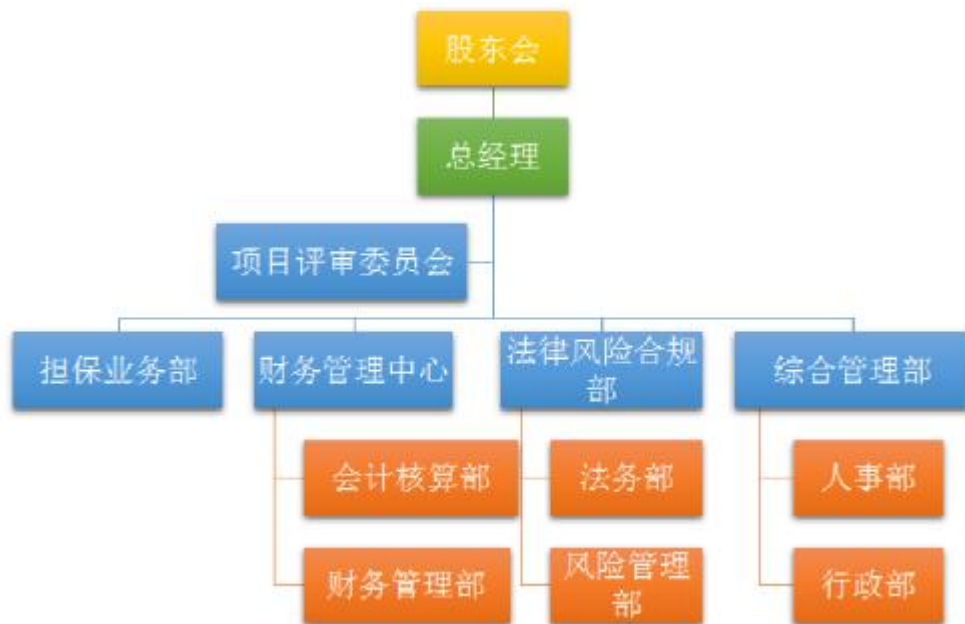 股东会
总经理
项目评审委员会
担保业务部
财务管理中心
法律风险合规
部
综合管理部
会计核算部
法务部
人事部
财务管理部
风险管理
部
行政部